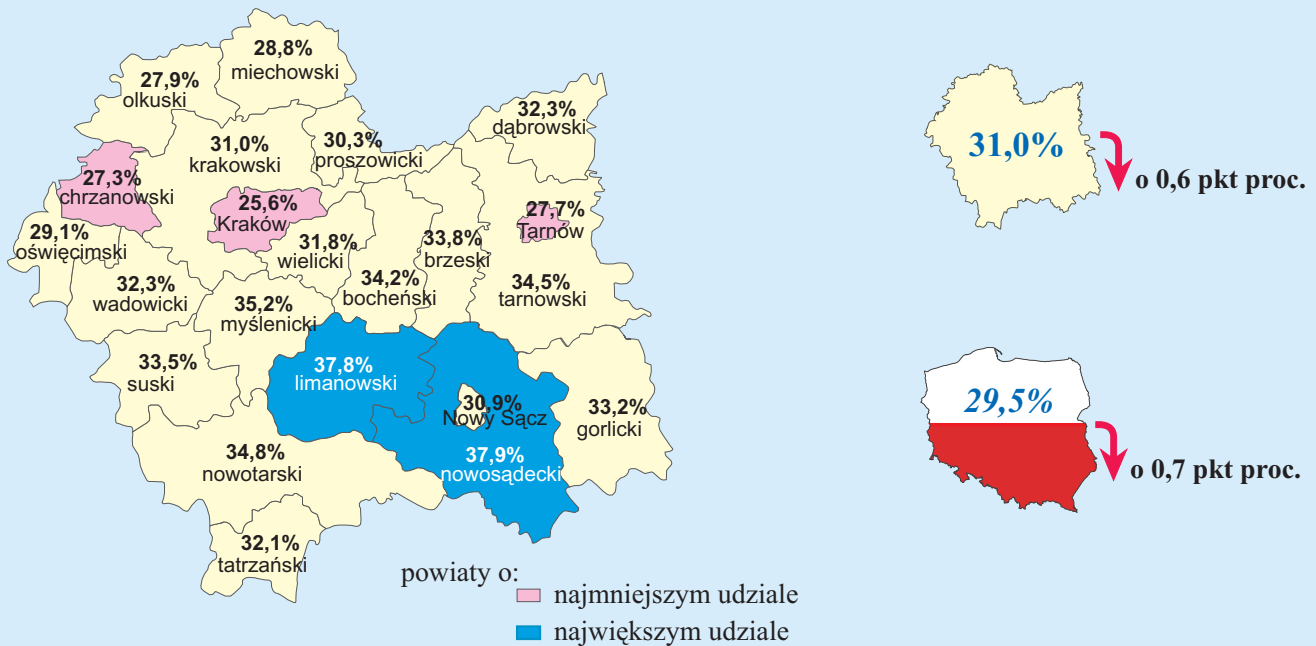 28,8%
miechowski
27,9%
olkuski
32,3%
dąbrowski
31,0%
krakowski
30,3%
proszowicki
27,3%
chrzanowski
25,6%
Kraków
27,7%
Tarnów
29,1%
oświęcimski
31,8%
wielicki
33,8%
brzeski
32,3%
wadowicki
34,2%
bocheński
34,5%
tarnowski
35,2%
myślenicki
33,5%
suski
37,8%
limanowski
30,9%
Nowy Sącz
33,2%
gorlicki
34,8%
nowotarski
37,9%
nowosądecki
32,1%
tatrzański
powiaty o:
najmniejszym udziale
największym udziale
31,0%
o 0,6 pkt proc.
29,5%
o 0,7 pkt proc.